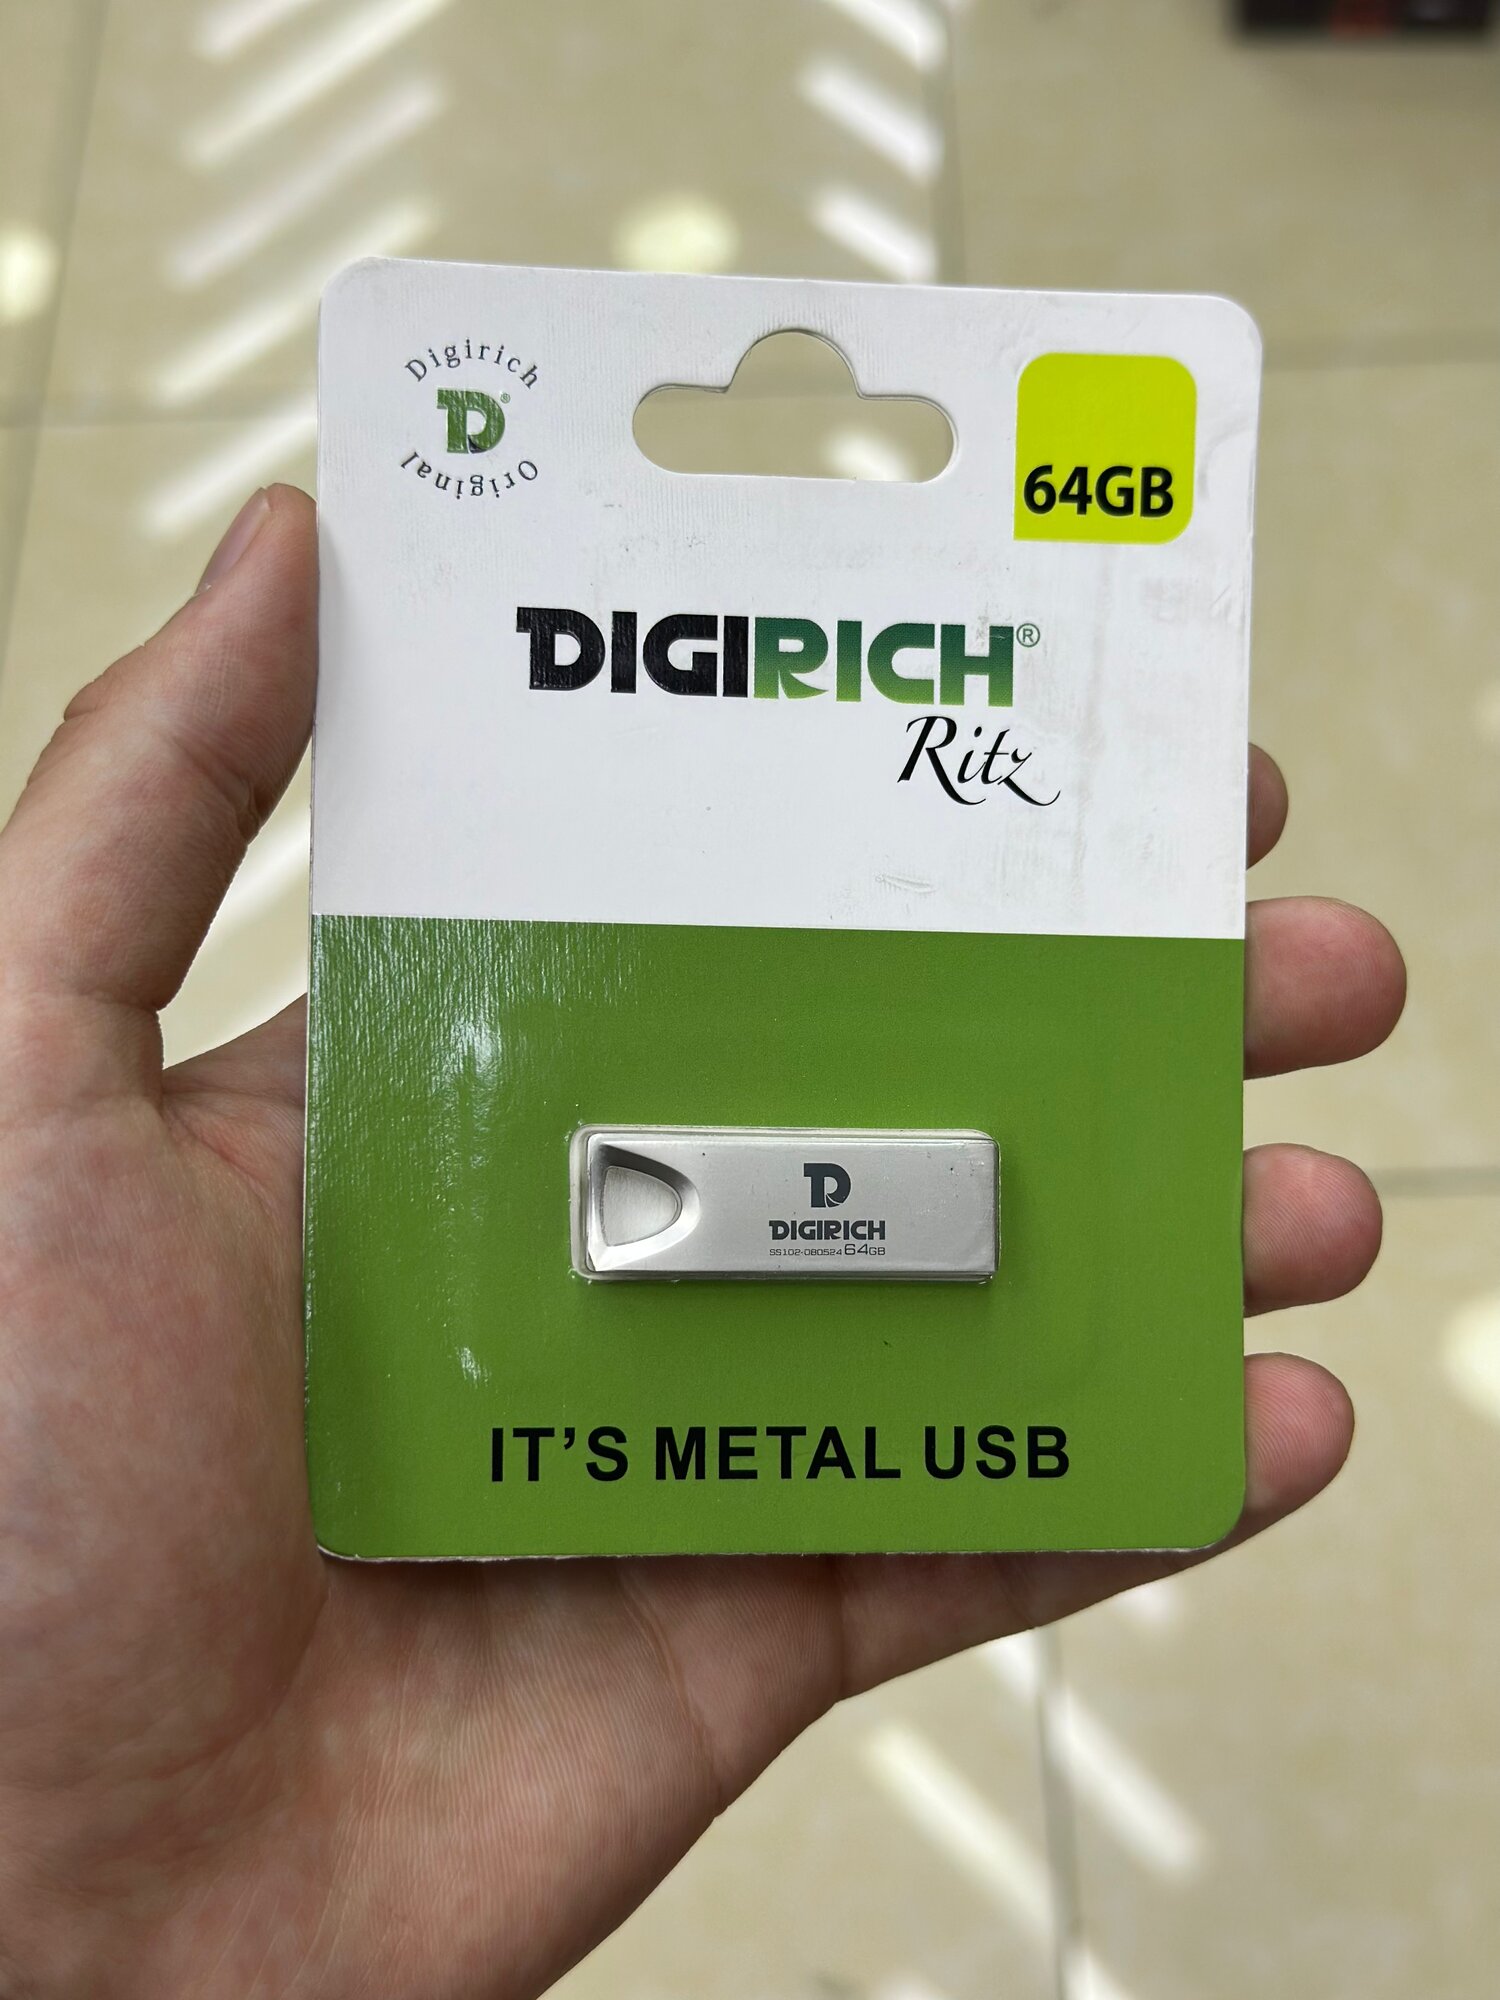 Digirich
D®
Original
64GB
DIGIRICH®
Ritz
D
DIGIRICH
SS102-080524 64GB
IT'S METAL USB